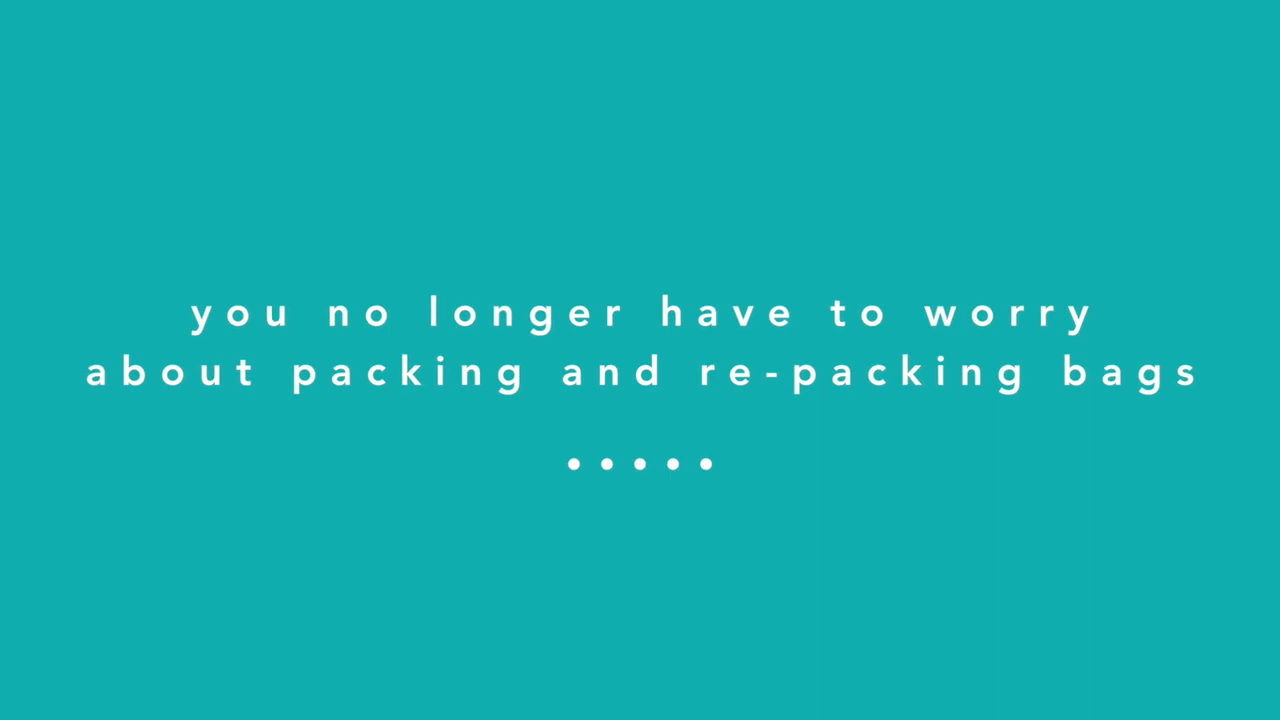 you no longer have to worry
about packing and re-packing bags
•••••